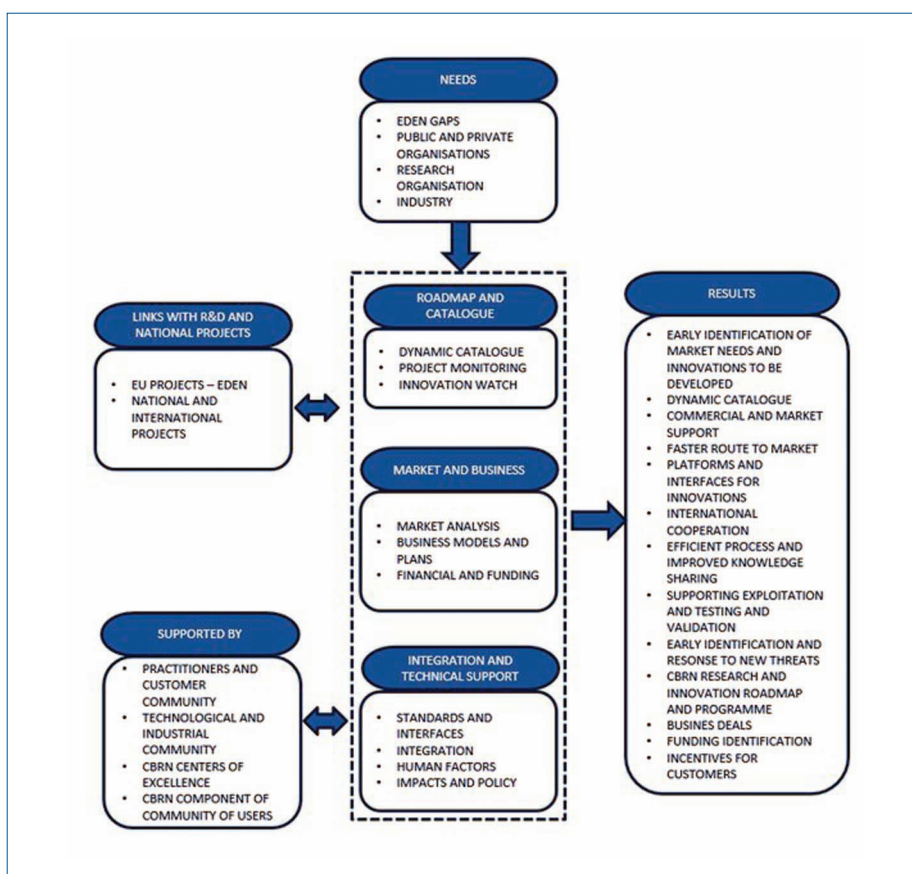 NEEDS
• EDEN GAPS
• PUBLIC AND PRIVATE
ORGANISATIONS
• RESEARCH
ORGANISATION
• INDUSTRY
LINKS WITH R&D AND
NATIONAL PROJECTS
• EU PROJECTS – EDEN
• NATIONAL AND
INTERNATIONAL
PROJECTS
SUPPORTED BY
• PRACTITIONERS AND
CUSTOMER
COMMUNITY
• TECHNOLOGICAL AND
INDUSTRIAL
COMMUNITY
• CBRN CENTERS OF
EXCELLENCE
• CBRN COMPONENT OF
COMMUNITY OF USERS
ROADMAP AND
CATALOGUE
• DYNAMIC CATALOGUE
• PROJECT MONITORING
• INNOVATION WATCH
MARKET AND BUSINESS
• MARKET ANALYSIS
• BUSINESS MODELS AND
PLANS
• FINANCIAL AND FUNDING
INTEGRATION AND
TECHNICAL SUPPORT
• STANDARDS AND
INTERFACES
• INTEGRATION
• HUMAN FACTORS
• IMPACTS AND POLICY
RESULTS
• EARLY IDENTIFICATION OF
MARKET NEEDS AND
INNOVATIONS TO BE
DEVELOPED
• DYNAMIC CATALOGUE
• COMMERCIAL AND MARKET
SUPPORT
• FASTER ROUTE TO MARKET
• PLATFORMS AND
INTERFACES FOR
INNOVATIONS
• INTERNATIONAL
COOPERATION
• EFFICIENT PROCESS AND
IMPROVED KNOWLEDGE
SHARING
• SUPPORTING EXPLOITATION
AND TESTING AND
VALIDATION
• EARLY IDENTIFICATION AND
RESONSE TO NEW THREATS
• CBRN RESEARCH AND
INNOVATION ROADMAP
AND PROGRAMME
• BUSINES DEALS
• FUNDING IDENTIFICATION
• INCENTIVES FOR
CUSTOMERS